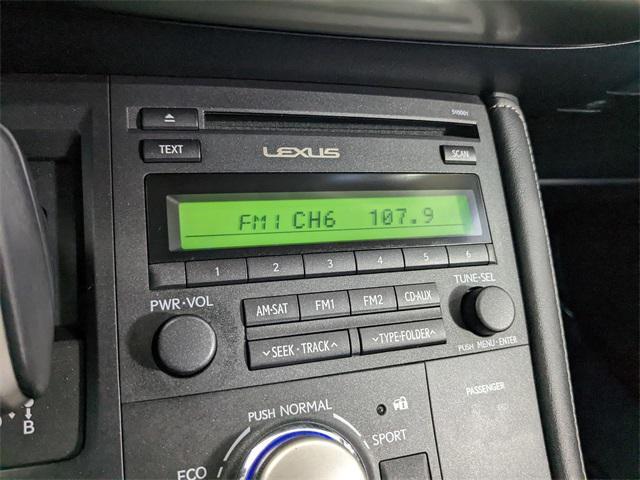 510001
TEXT
LEXUS
SCAN
FM1 CH6 107.9
1 2 3 4 5 6
PWR·VOL
TUNE·SEL
AM·SAT FM1 FM2 CD·AUX
SEEK·TRACK
TYPE·FOLDER
PUSH MENU·ENTER
PUSH NORMAL
PASSENGER
ECO
SPORT
B